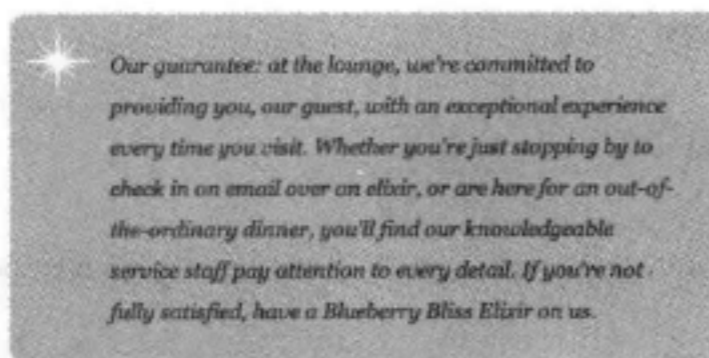 Our guarantee: at the lounge, we're committed to
providing you, our guest, with an exceptional experience
every time you visit. Whether you're just stopping by to
check in on email over an elixir, or are here for an out-of-
the-ordinary dinner, you'll find our knowledgeable
service staff pay attention to every detail. If you're not
fully satisfied, have a Blueberry Bliss Elixir on us.